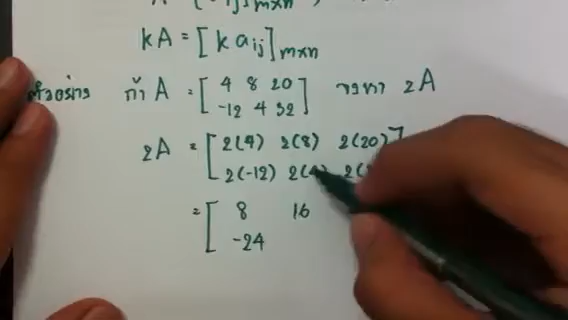 kA = [k aij]m×n
ตัวอย่าง ถ้า A = [4 8 20
-12 4 32] จงหา 2A
2A = [2(4) 2(8) 2(20)]
2(-12) 2(4) 2(
= [8 16
-24